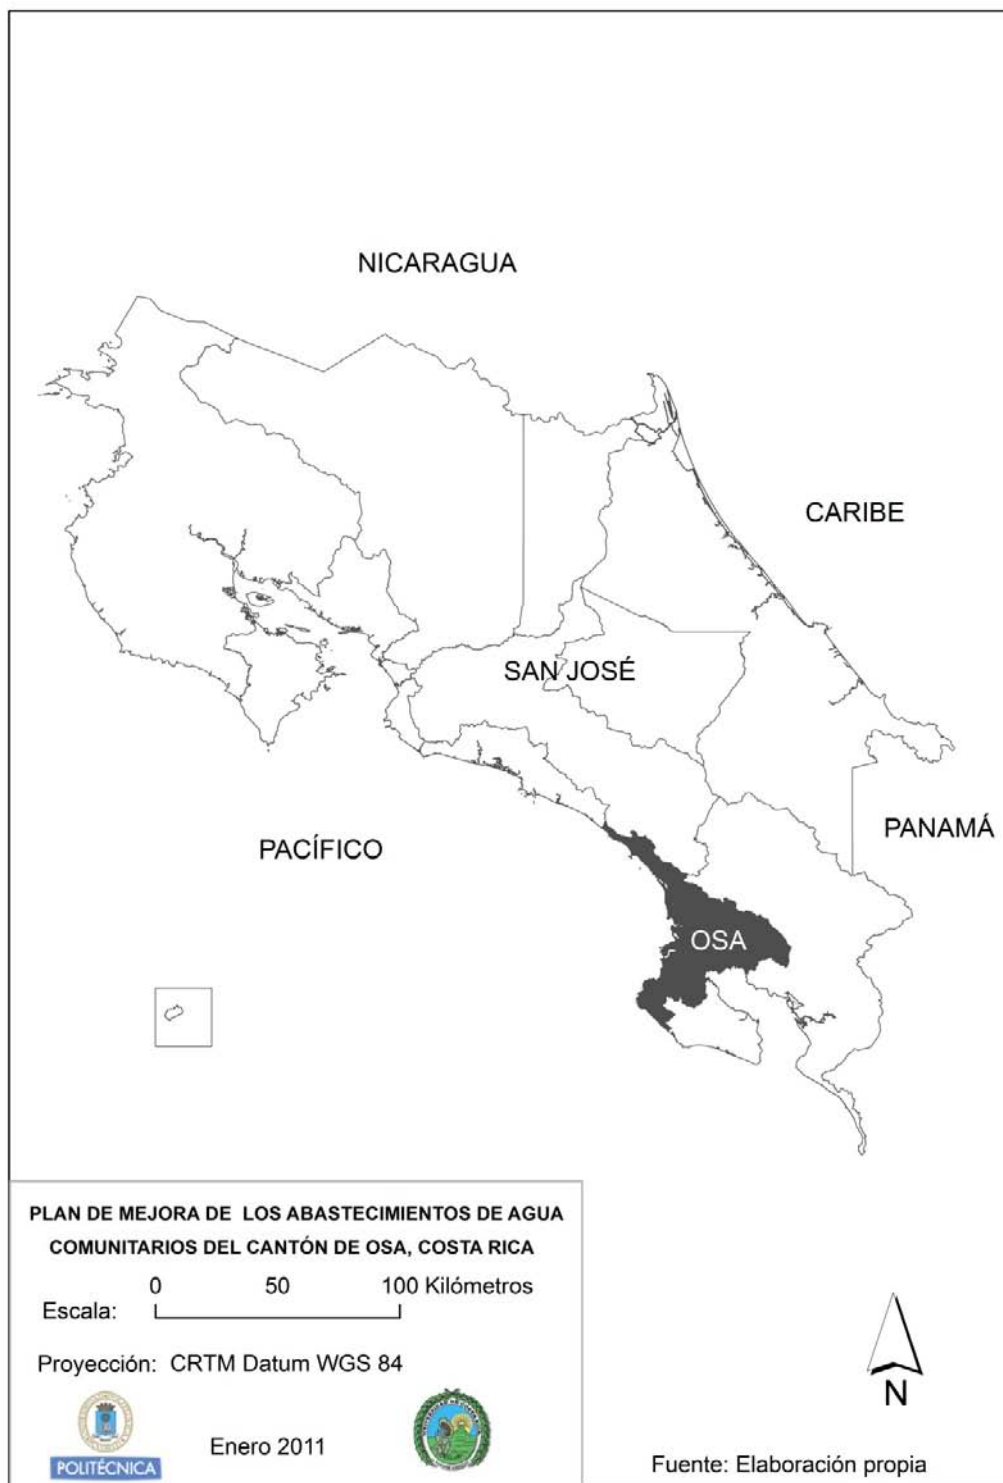 NICARAGUA
CARIBE
SAN JOSÉ
PANAMÁ
PACÍFICO
OSA
PLAN DE MEJORA DE LOS ABASTECIMIENTOS DE AGUA
COMUNITARIOS DEL CANTÓN DE OSA, COSTA RICA
0 50 100 Kilómetros
Escala:
Proyección: CRTM Datum WGS 84
POLITÉCNICA
Enero 2011
N
Fuente: Elaboración propia